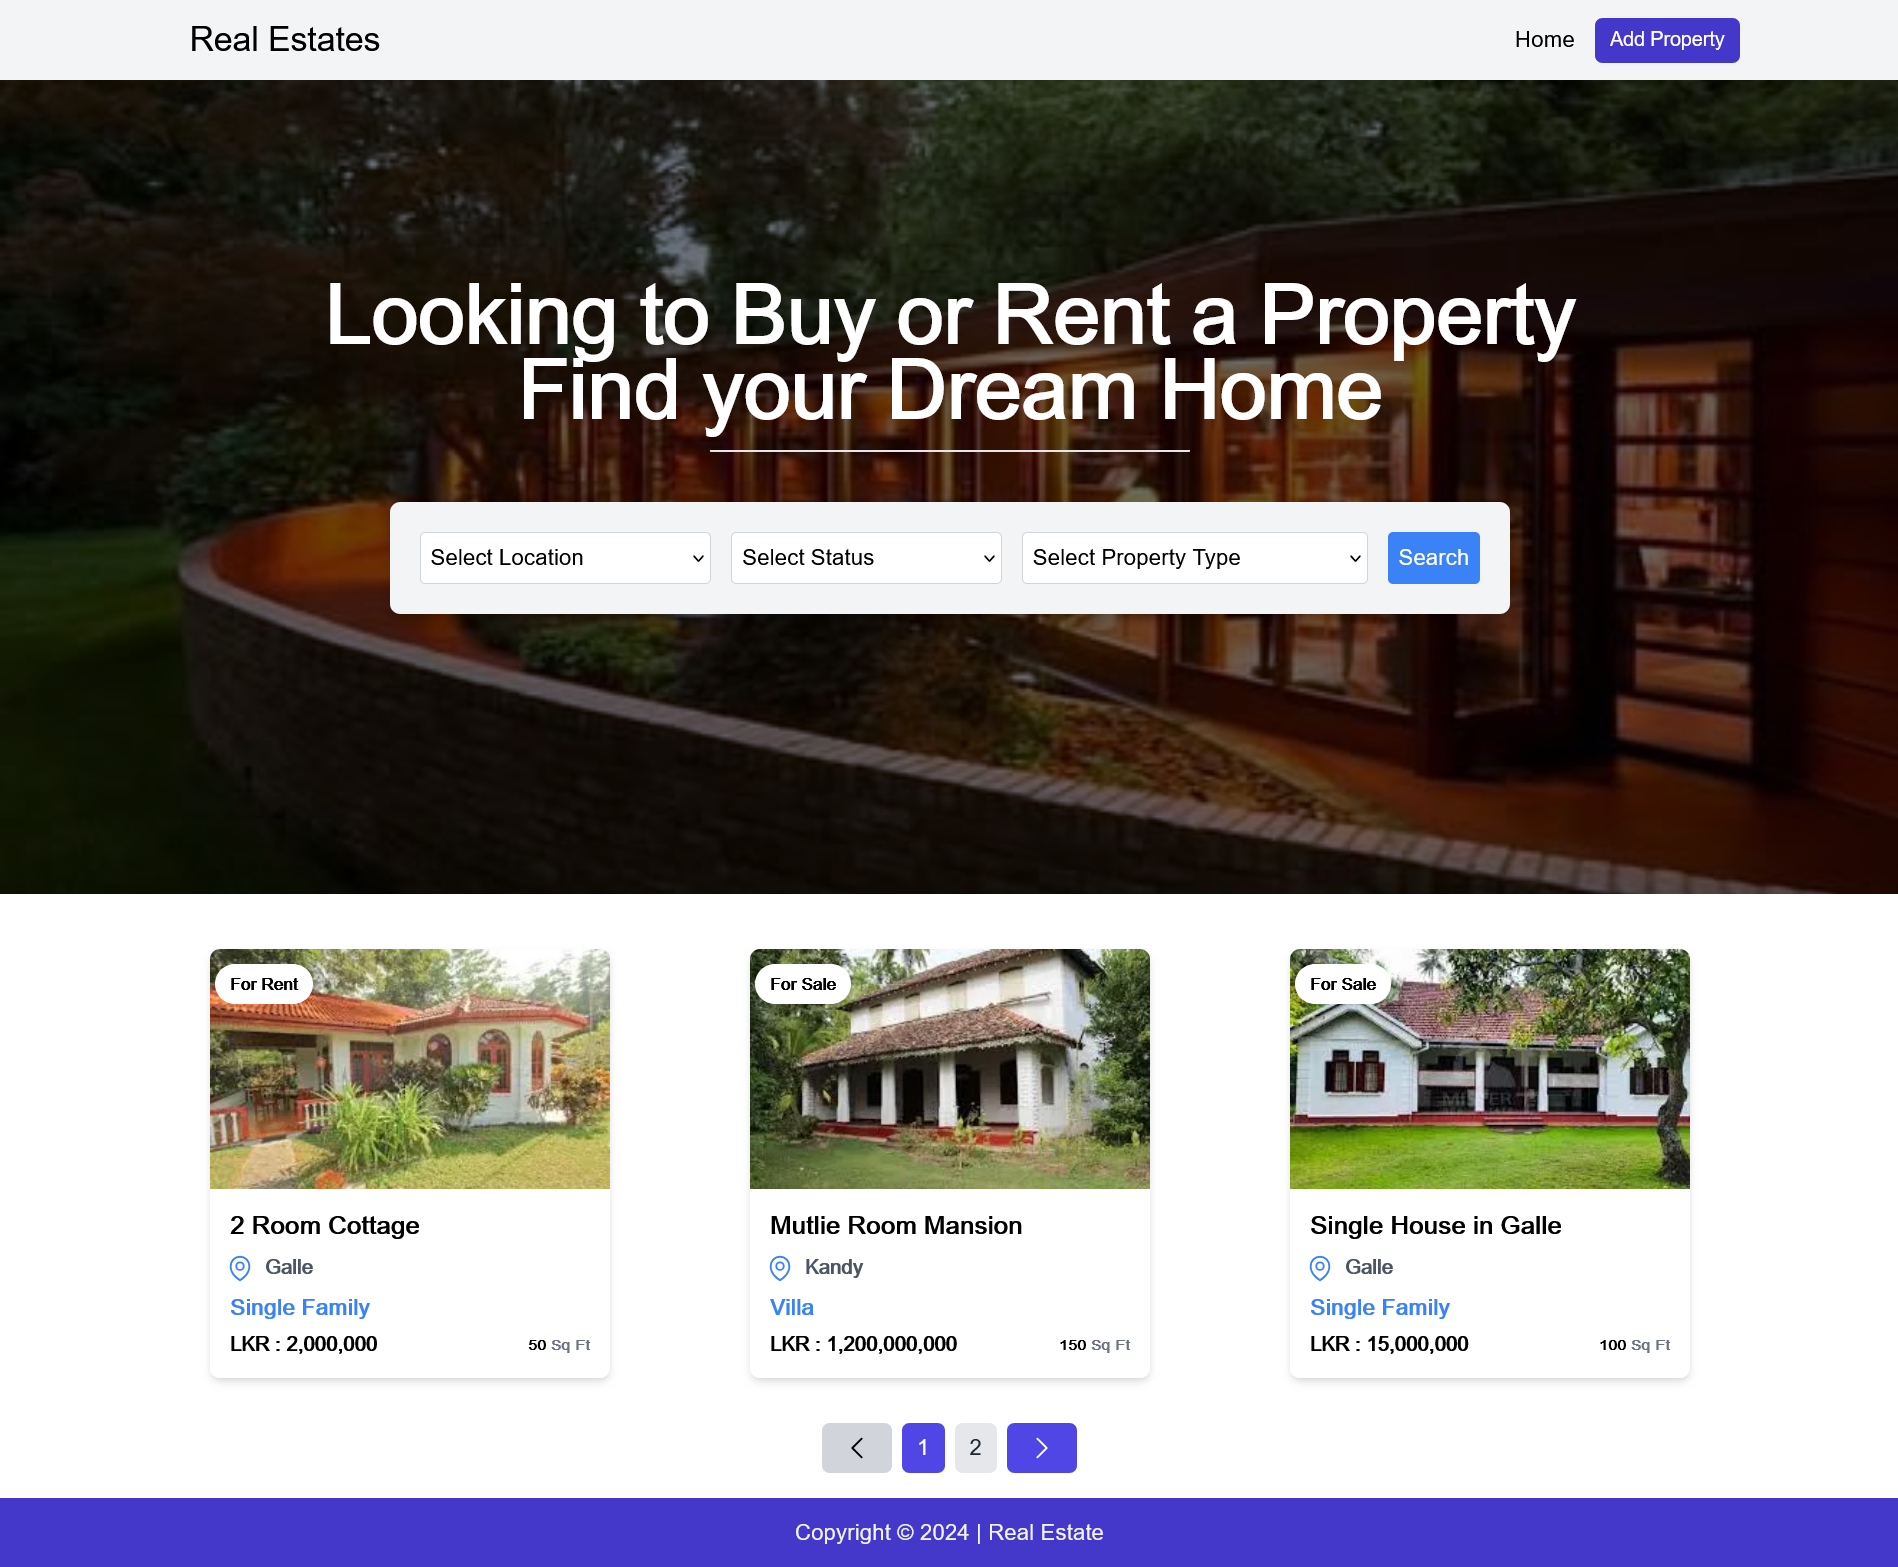 Real Estates
Home
Add Property
Looking to Buy or Rent a Property
Find your Dream Home
Select Location
Select Status
Select Property Type
Search
For Rent
2 Room Cottage
Galle
Single Family
LKR : 2,000,000
50 Sq Ft
For Sale
Mutlie Room Mansion
Kandy
Villa
LKR : 1,200,000,000
150 Sq Ft
For Sale
Single House in Galle
Galle
Single Family
LKR : 15,000,000
100 Sq Ft
1
2
Copyright © 2024 | Real Estate